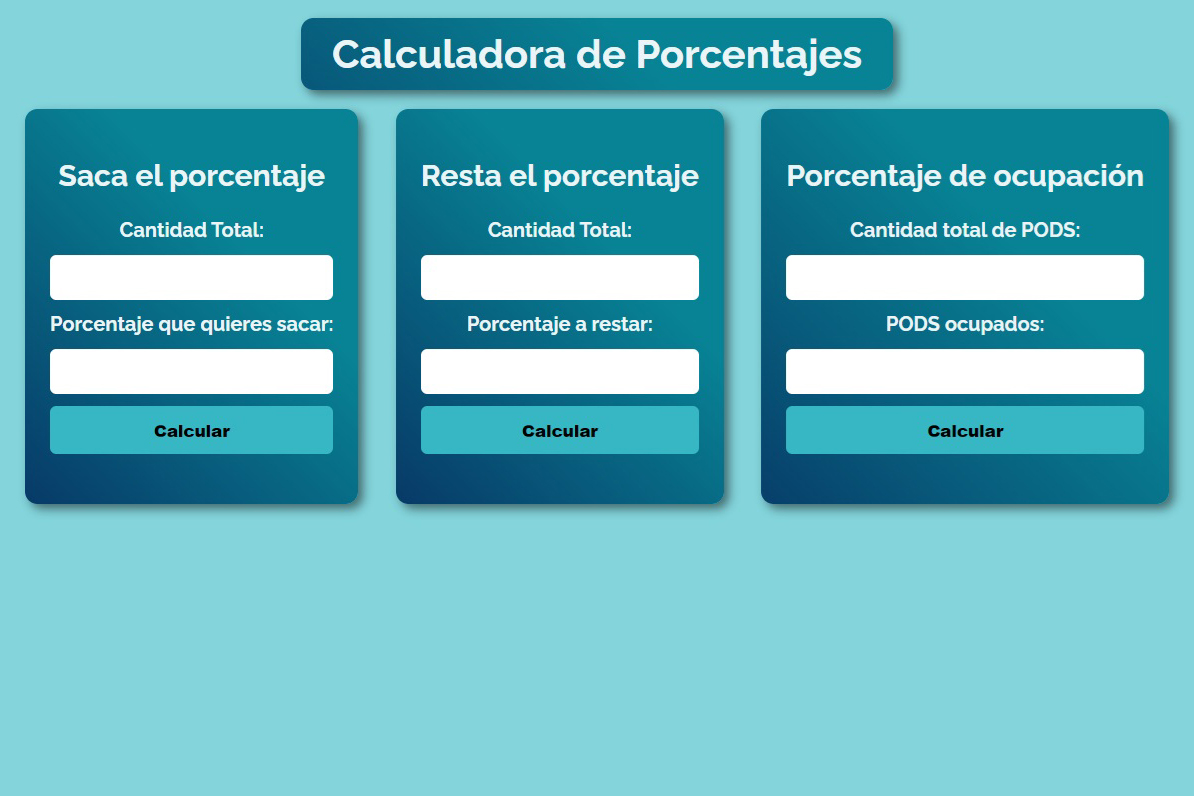 Calculadora de Porcentajes
Saca el porcentaje
Cantidad Total:
Porcentaje que quieres sacar:
Calcular
Resta el porcentaje
Cantidad Total:
Porcentaje a restar:
Calcular
Porcentaje de ocupación
Cantidad total de PODS:
PODS ocupados:
Calcular